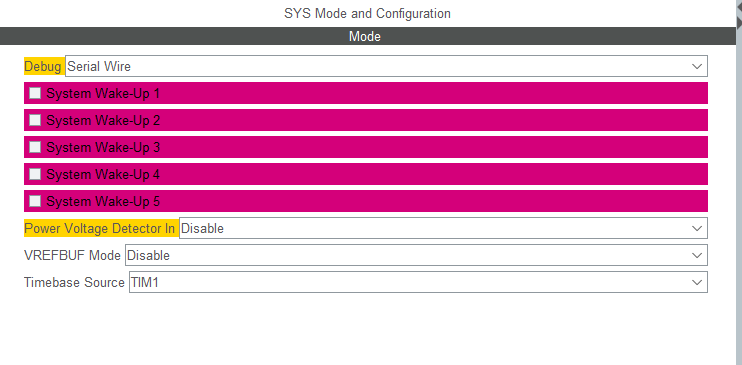 SYS Mode and Configuration
Mode
Debug Serial Wire
System Wake-Up 1
System Wake-Up 2
System Wake-Up 3
System Wake-Up 4
System Wake-Up 5
Power Voltage Detector In Disable
VREFBUF Mode Disable
Timebase Source TIM1